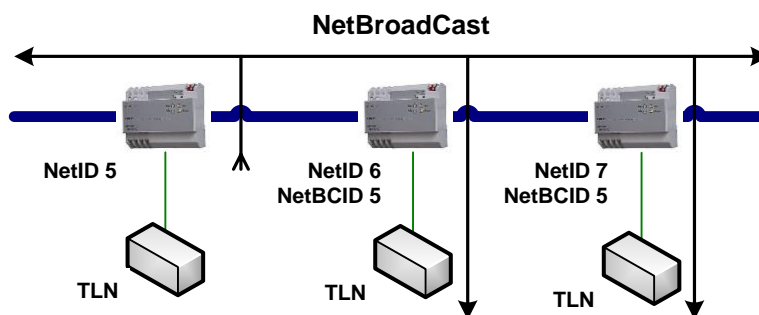 NetBroadCast
NetID 5
NetID 6
NetBCID 5
NetID 7
NetBCID 5
TLN
TLN
TLN